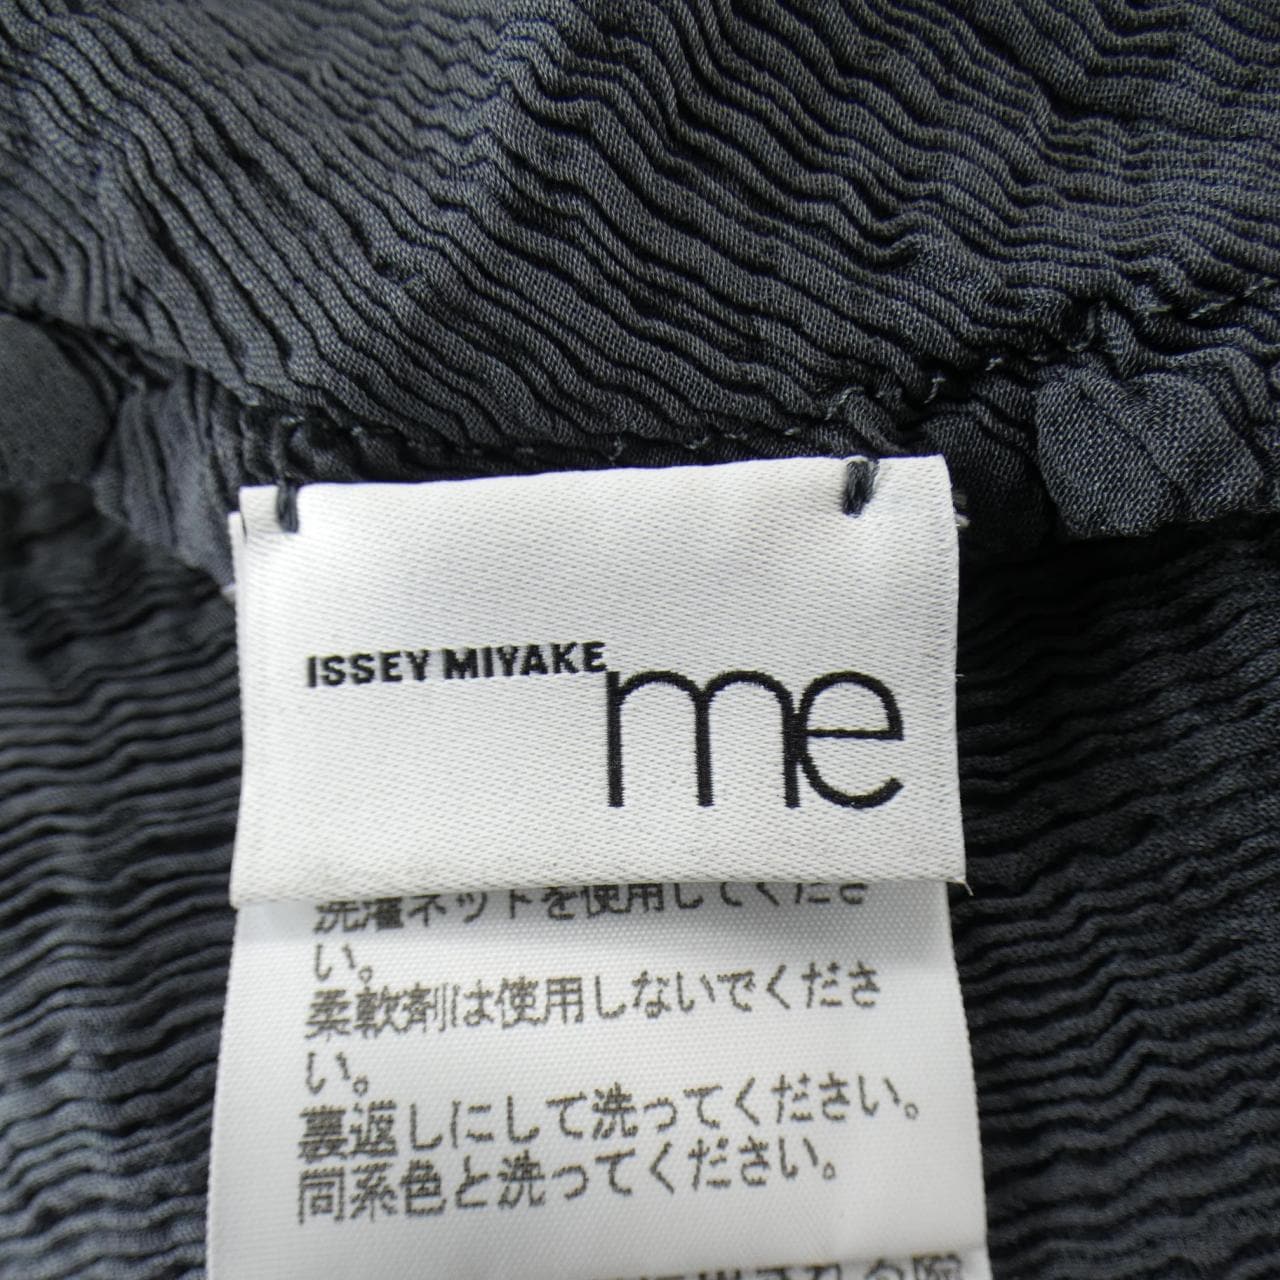 ISSEY MIYAKE
me
洗濯ネットを使用してくださ
い。
柔軟剤は使用しないでくださ
い。
裏返しにして洗ってください。
同系色と洗ってください。